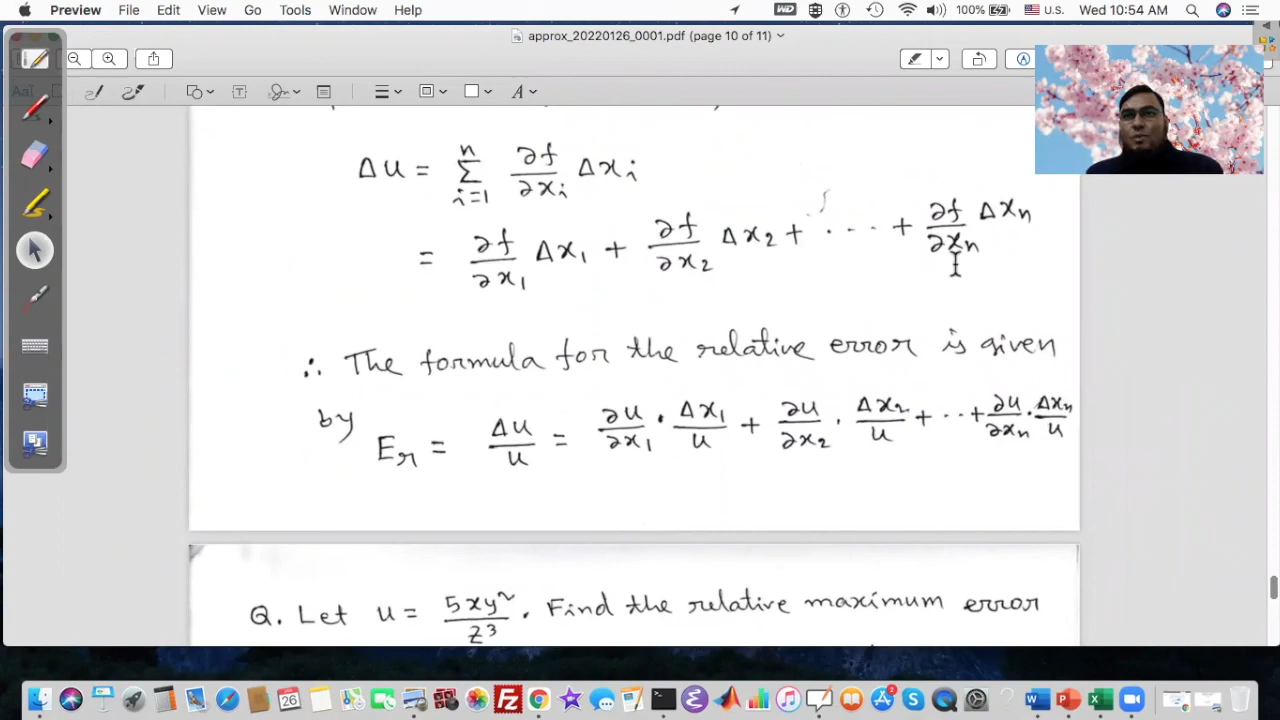 Preview File Edit View Go Tools Window Help 100% U.S. Wed 10:54 AM
approx_20220126_0001.pdf (page 10 of 11)
Δu = Σ_{i=1}^{n} ∂f/∂x_i Δx_i
= ∂f/∂x_1 Δx_1 + ∂f/∂x_2 Δx_2 + ···· + ∂f/∂x_n Δx_n
∴ The formula for the relative error is given
by E_r = Δu/u = ∂u/∂x_1 · Δx_1/u + ∂u/∂x_2 · Δx_2/u + ·· + ∂u/∂x_n · Δx_n/u
Q. Let u = 5xy²/z³. Find the relative maximum error